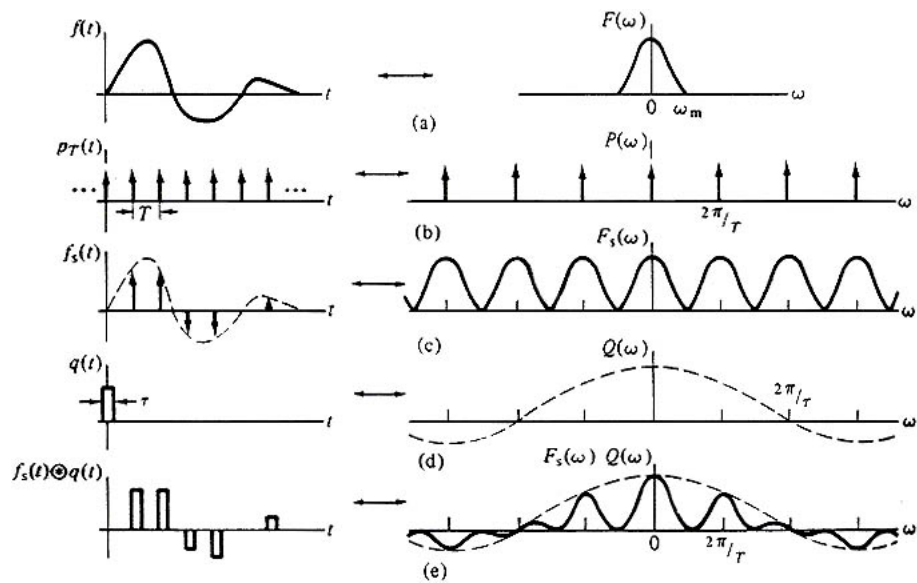 f(t)
F(ω)
t
0
ω_m
ω
(a)
p_T(t)
P(ω)
...
...
t
T
2π/T
ω
(b)
f_s(t)
F_s(ω)
t
ω
(c)
q(t)
Q(ω)
τ
t
2π/τ
ω
(d)
f_s(t)⊛q(t)
F_s(ω) Q(ω)
t
0
2π/T
ω
(e)